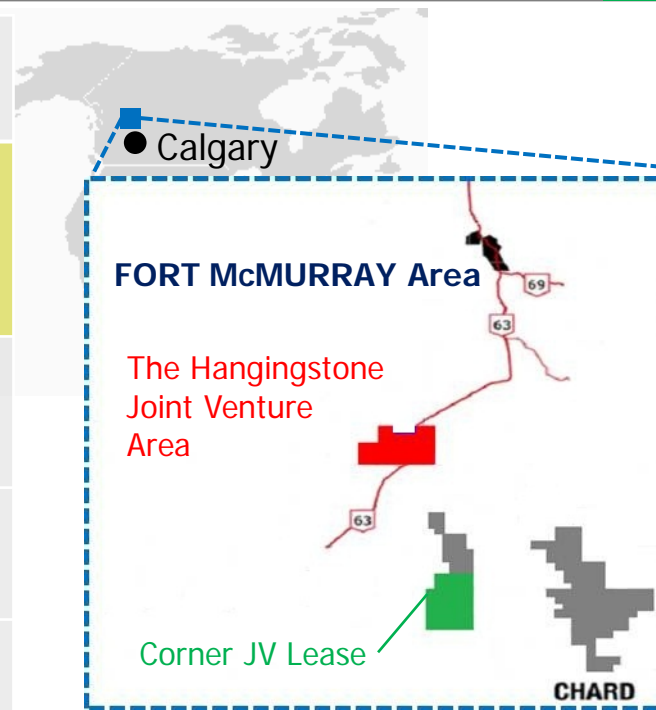 Calgary
FORT McMURRAY Area
69
63
The Hangingstone
Joint Venture
Area
63
Corner JV Lease
CHARD